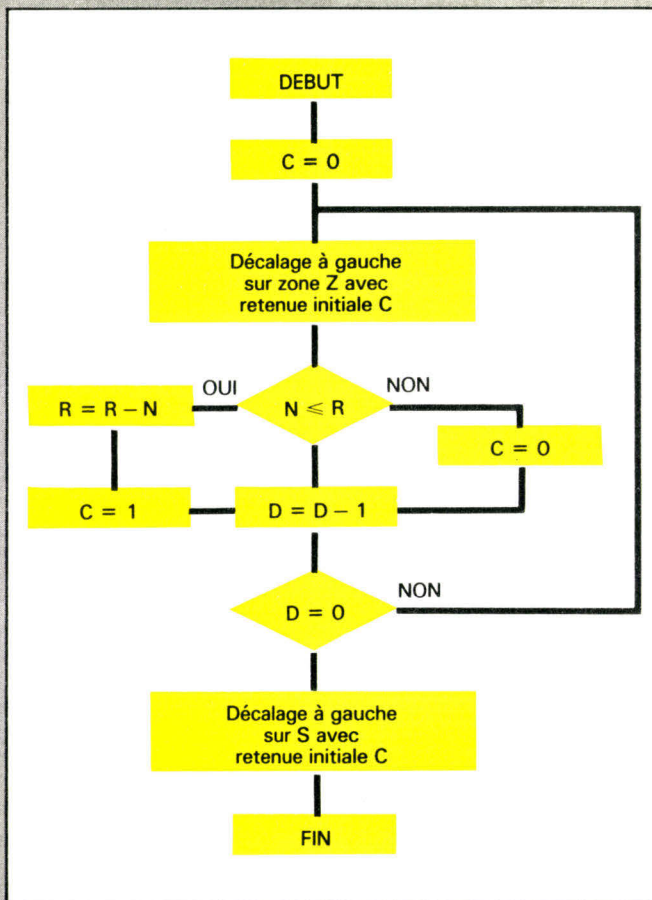 DEBUT
C = 0
Décalage à gauche
sur zone Z avec
retenue initiale C
OUI
NON
N ⩽ R
R = R – N
C = 0
C = 1
D = D – 1
NON
D = 0
Décalage à gauche
sur S avec
retenue initiale C
FIN